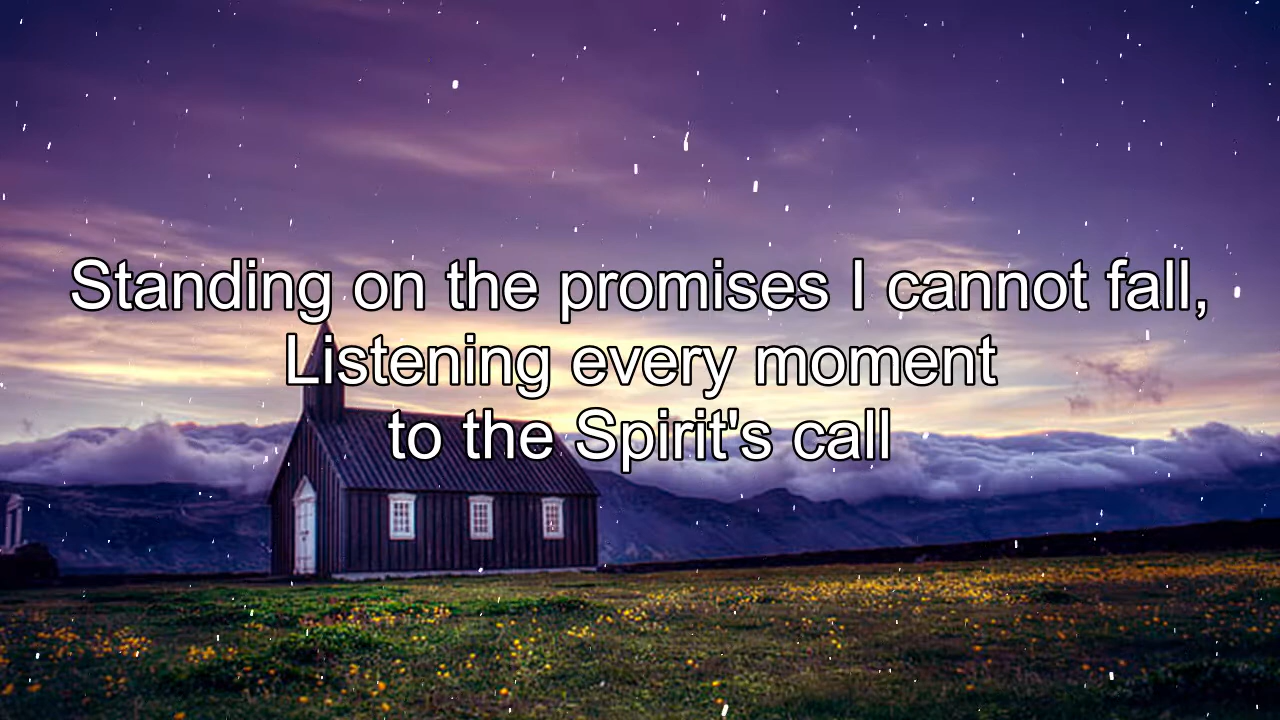 Standing on the promises I cannot fall,
Listening every moment
to the Spirit's call